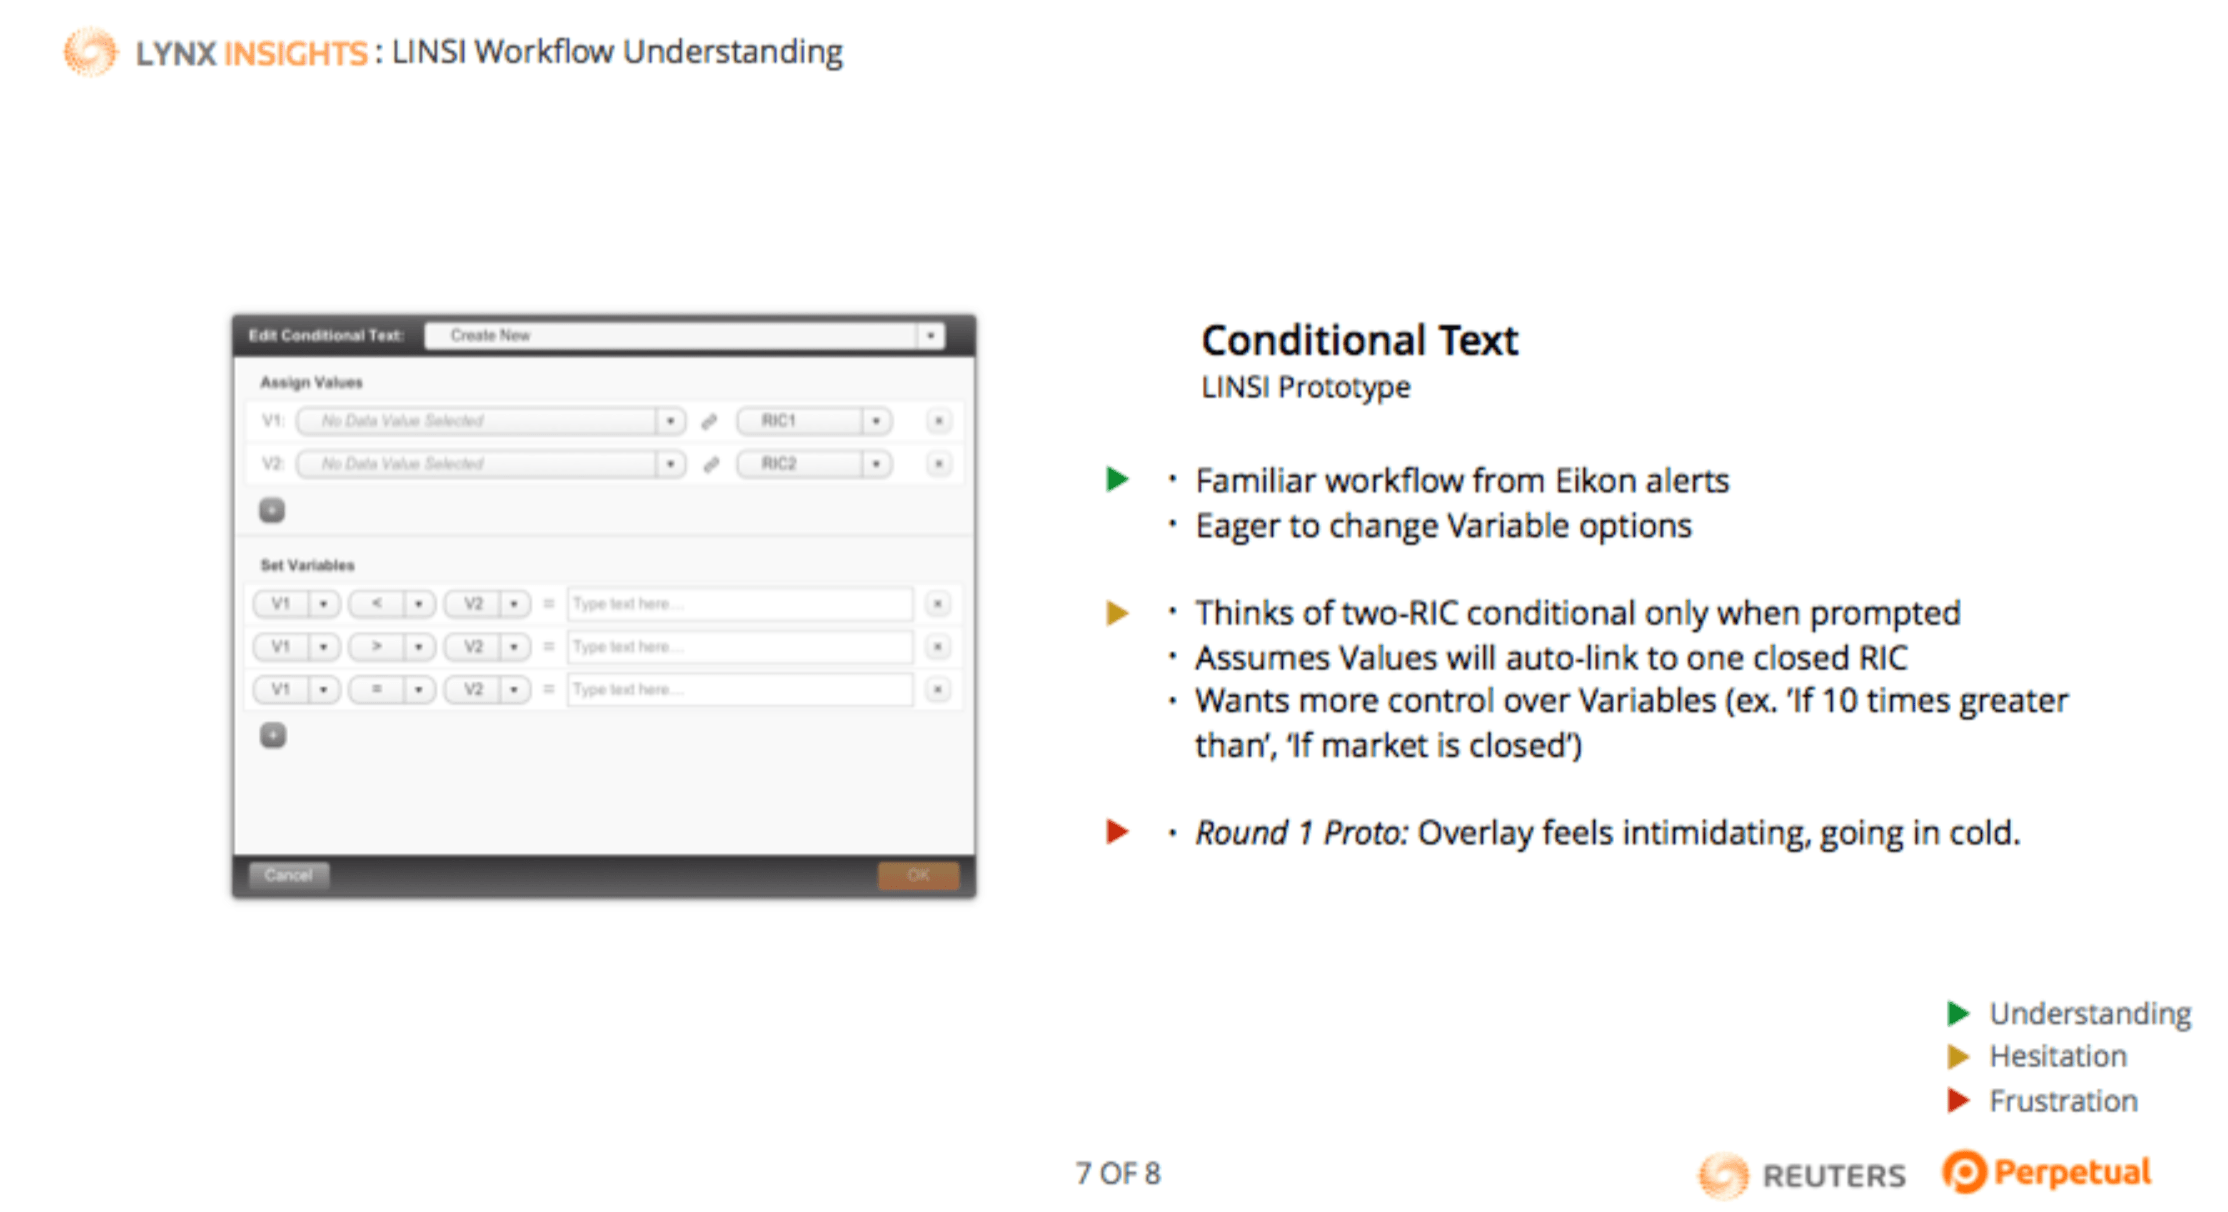 LYNX INSIGHTS : LINSI Workflow Understanding
Edit Conditional Text: Create New
Assign Values
V1: No Data Value Selected RIC1
V2: No Data Value Selected RIC2
+
Set Variables
V1 < V2 = Type text here...
V1 > V2 = Type text here...
V1 = V2 = Type text here...
+
Cancel OK
Conditional Text
LINSI Prototype
• Familiar workflow from Eikon alerts
• Eager to change Variable options
• Thinks of two-RIC conditional only when prompted
• Assumes Values will auto-link to one closed RIC
• Wants more control over Variables (ex. ‘If 10 times greater
than’, ‘If market is closed’)
• Round 1 Proto: Overlay feels intimidating, going in cold.
Understanding
Hesitation
Frustration
7 OF 8
REUTERS
Perpetual